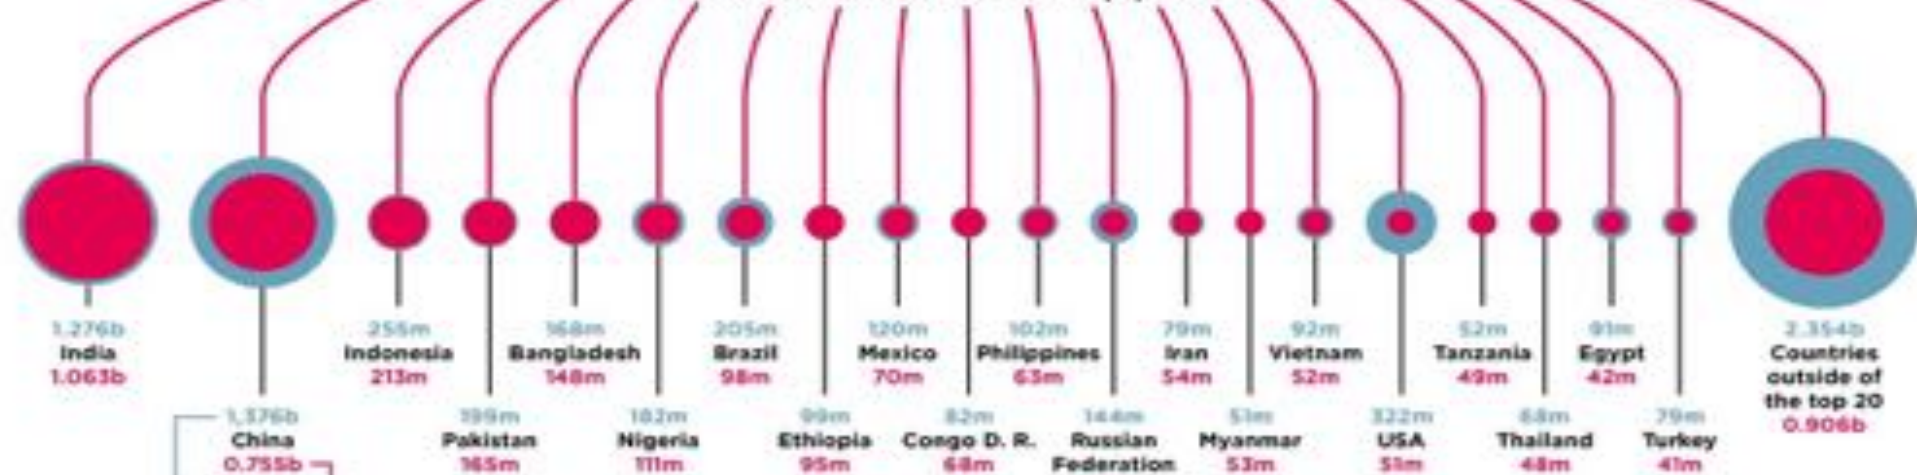 1.276b
India
1.063b
1,376b
China
0.755b
255m
Indonesia
213m
199m
Pakistan
165m
168m
Bangladesh
148m
182m
Nigeria
111m
205m
Brazil
98m
99m
Ethiopia
95m
120m
Mexico
70m
82m
Congo D. R.
68m
102m
Philippines
63m
144m
Russian
Federation
79m
Iran
54m
51m
Myanmar
53m
92m
Vietnam
52m
322m
USA
51m
52m
Tanzania
49m
68m
Thailand
48m
91m
Egypt
42m
79m
Turkey
41m
2.354b
Countries
outside of
the top 20
0.906b